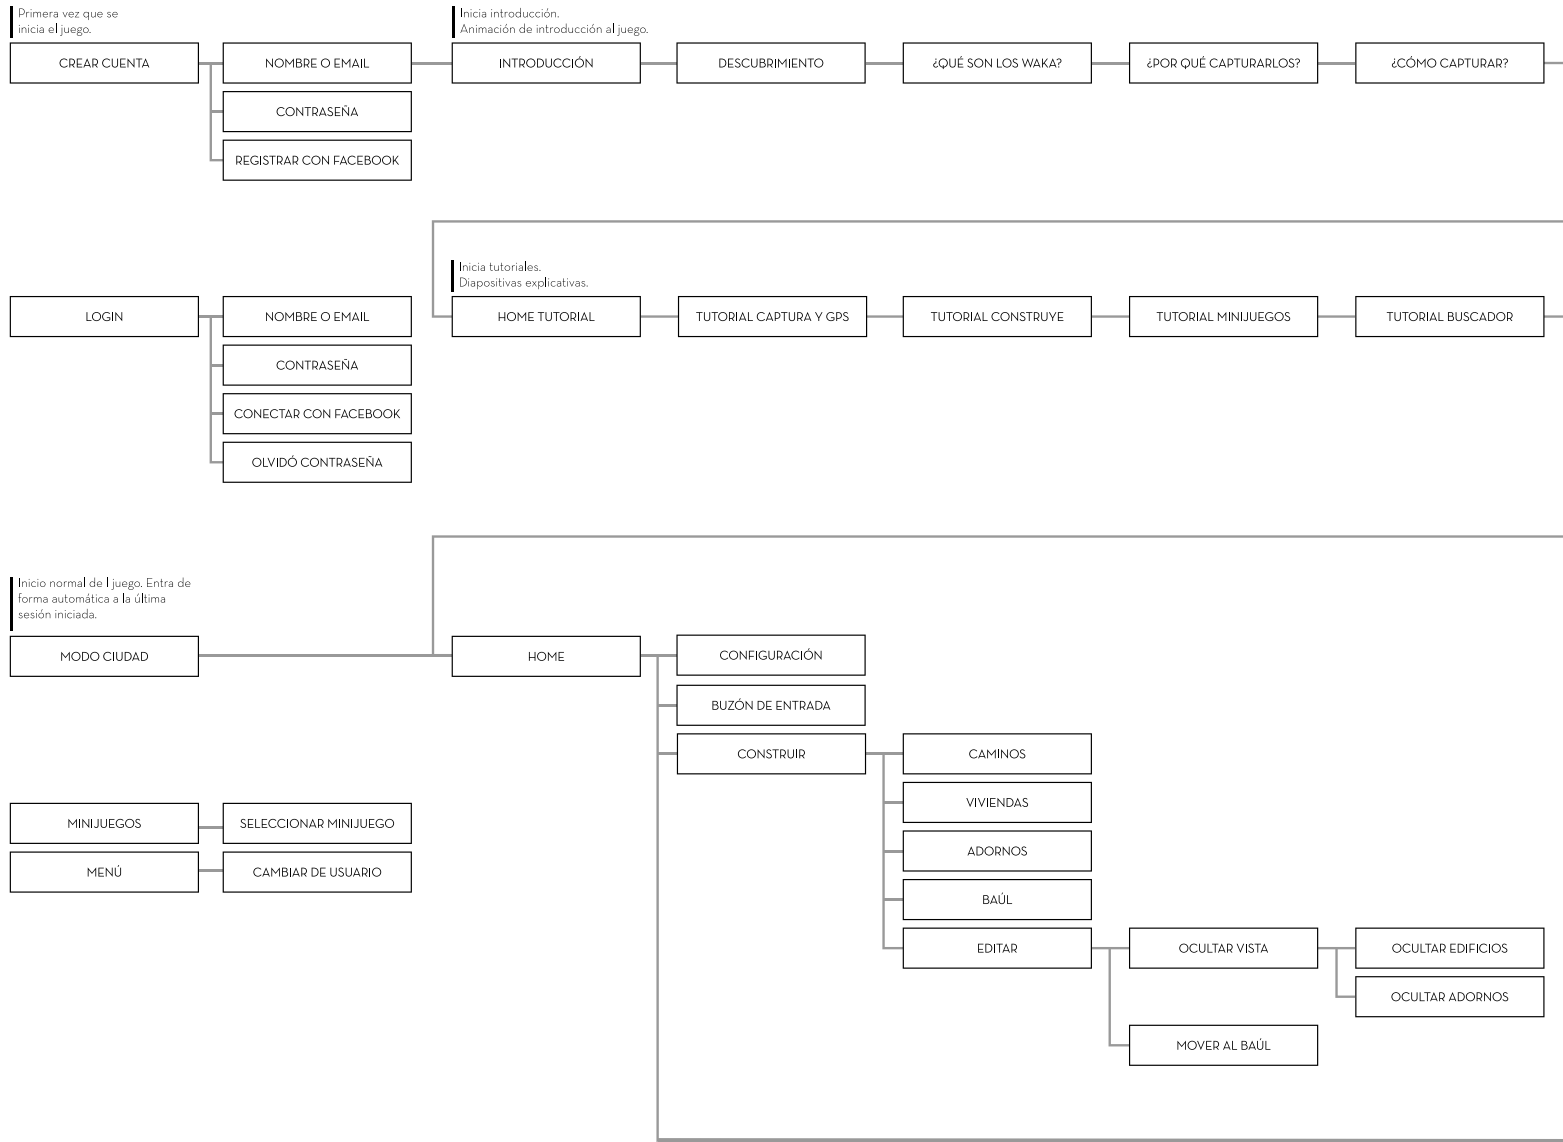 Primera vez que se
inicia el juego.
Inicia introducción.
Animación de introducción al juego.
CREAR CUENTA
NOMBRE O EMAIL
INTRODUCCIÓN
DESCUBRIMIENTO
¿QUÉ SON LOS WAKA?
¿POR QUÉ CAPTURARLOS?
¿CÓMO CAPTURAR?
CONTRASEÑA
REGISTRAR CON FACEBOOK
Inicia tutoriales.
Diapositivas explicativas.
LOGIN
NOMBRE O EMAIL
HOME TUTORIAL
TUTORIAL CAPTURA Y GPS
TUTORIAL CONSTRUYE
TUTORIAL MINIJUEGOS
TUTORIAL BUSCADOR
CONTRASEÑA
CONECTAR CON FACEBOOK
OLVIDÓ CONTRASEÑA
Inicio normal de l juego. Entra de
forma automática a la última
sesión iniciada.
MODO CIUDAD
HOME
CONFIGURACIÓN
BUZÓN DE ENTRADA
CONSTRUIR
CAMINOS
VIVIENDAS
MINIJUEGOS
SELECCIONAR MINIJUEGO
ADORNOS
MENÚ
CAMBIAR DE USUARIO
BAÚL
EDITAR
OCULTAR VISTA
OCULTAR EDIFICIOS
OCULTAR ADORNOS
MOVER AL BAÚL